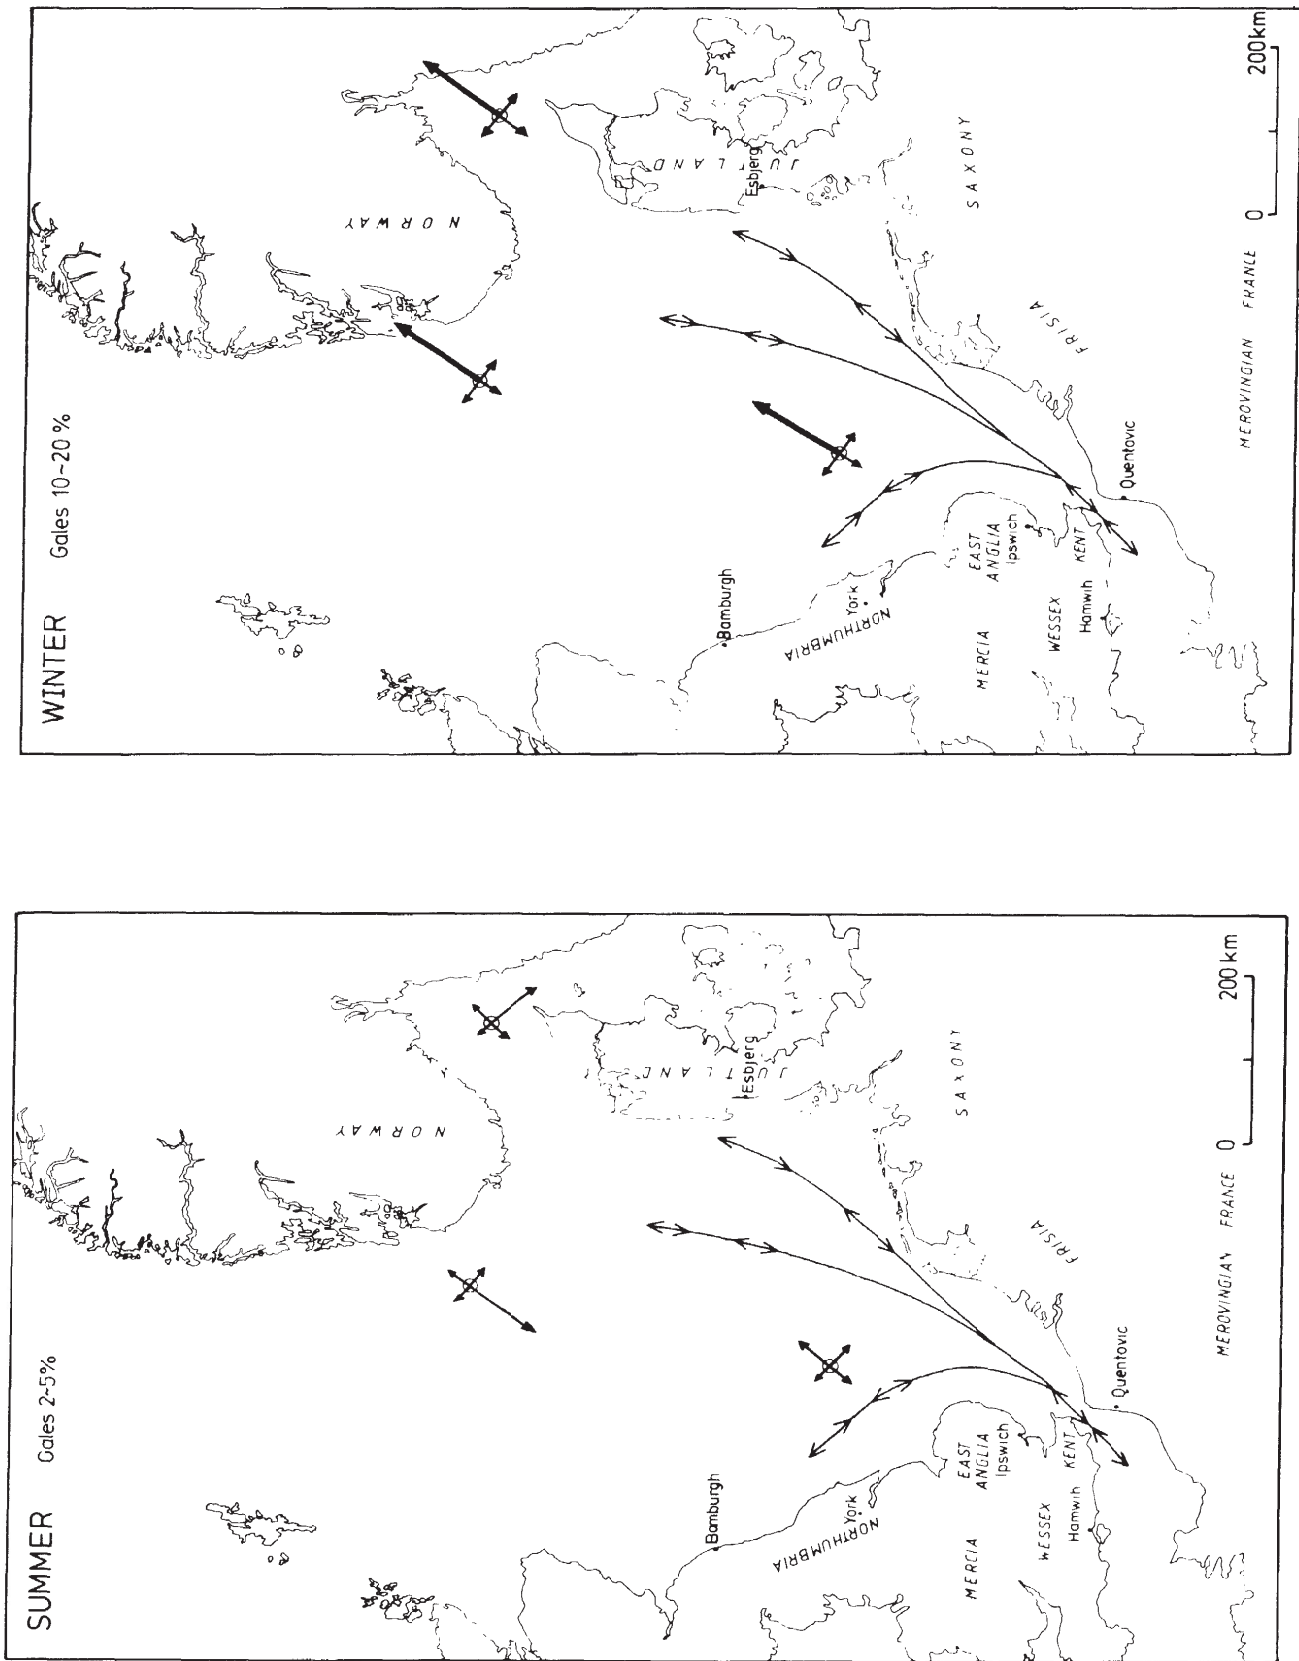 SUMMER
Gales 2-5%
NORWAY
JUTLAND
Esbjerg
SAXONY
FRISIA
Bamburgh
York
NORTHUMBRIA
EAST
ANGLIA
Ipswich
MERCIA
WESSEX
KENT
Hamwih
Quentovic
MEROVINGIAN FRANCE
0 200km
WINTER
Gales 10-20%
NORWAY
JUTLAND
Esbjerg
SAXONY
FRISIA
Bamburgh
York
NORTHUMBRIA
EAST
ANGLIA
Ipswich
MERCIA
WESSEX
KENT
Hamwih
Quentovic
MEROVINGIAN FRANCE
0 200km